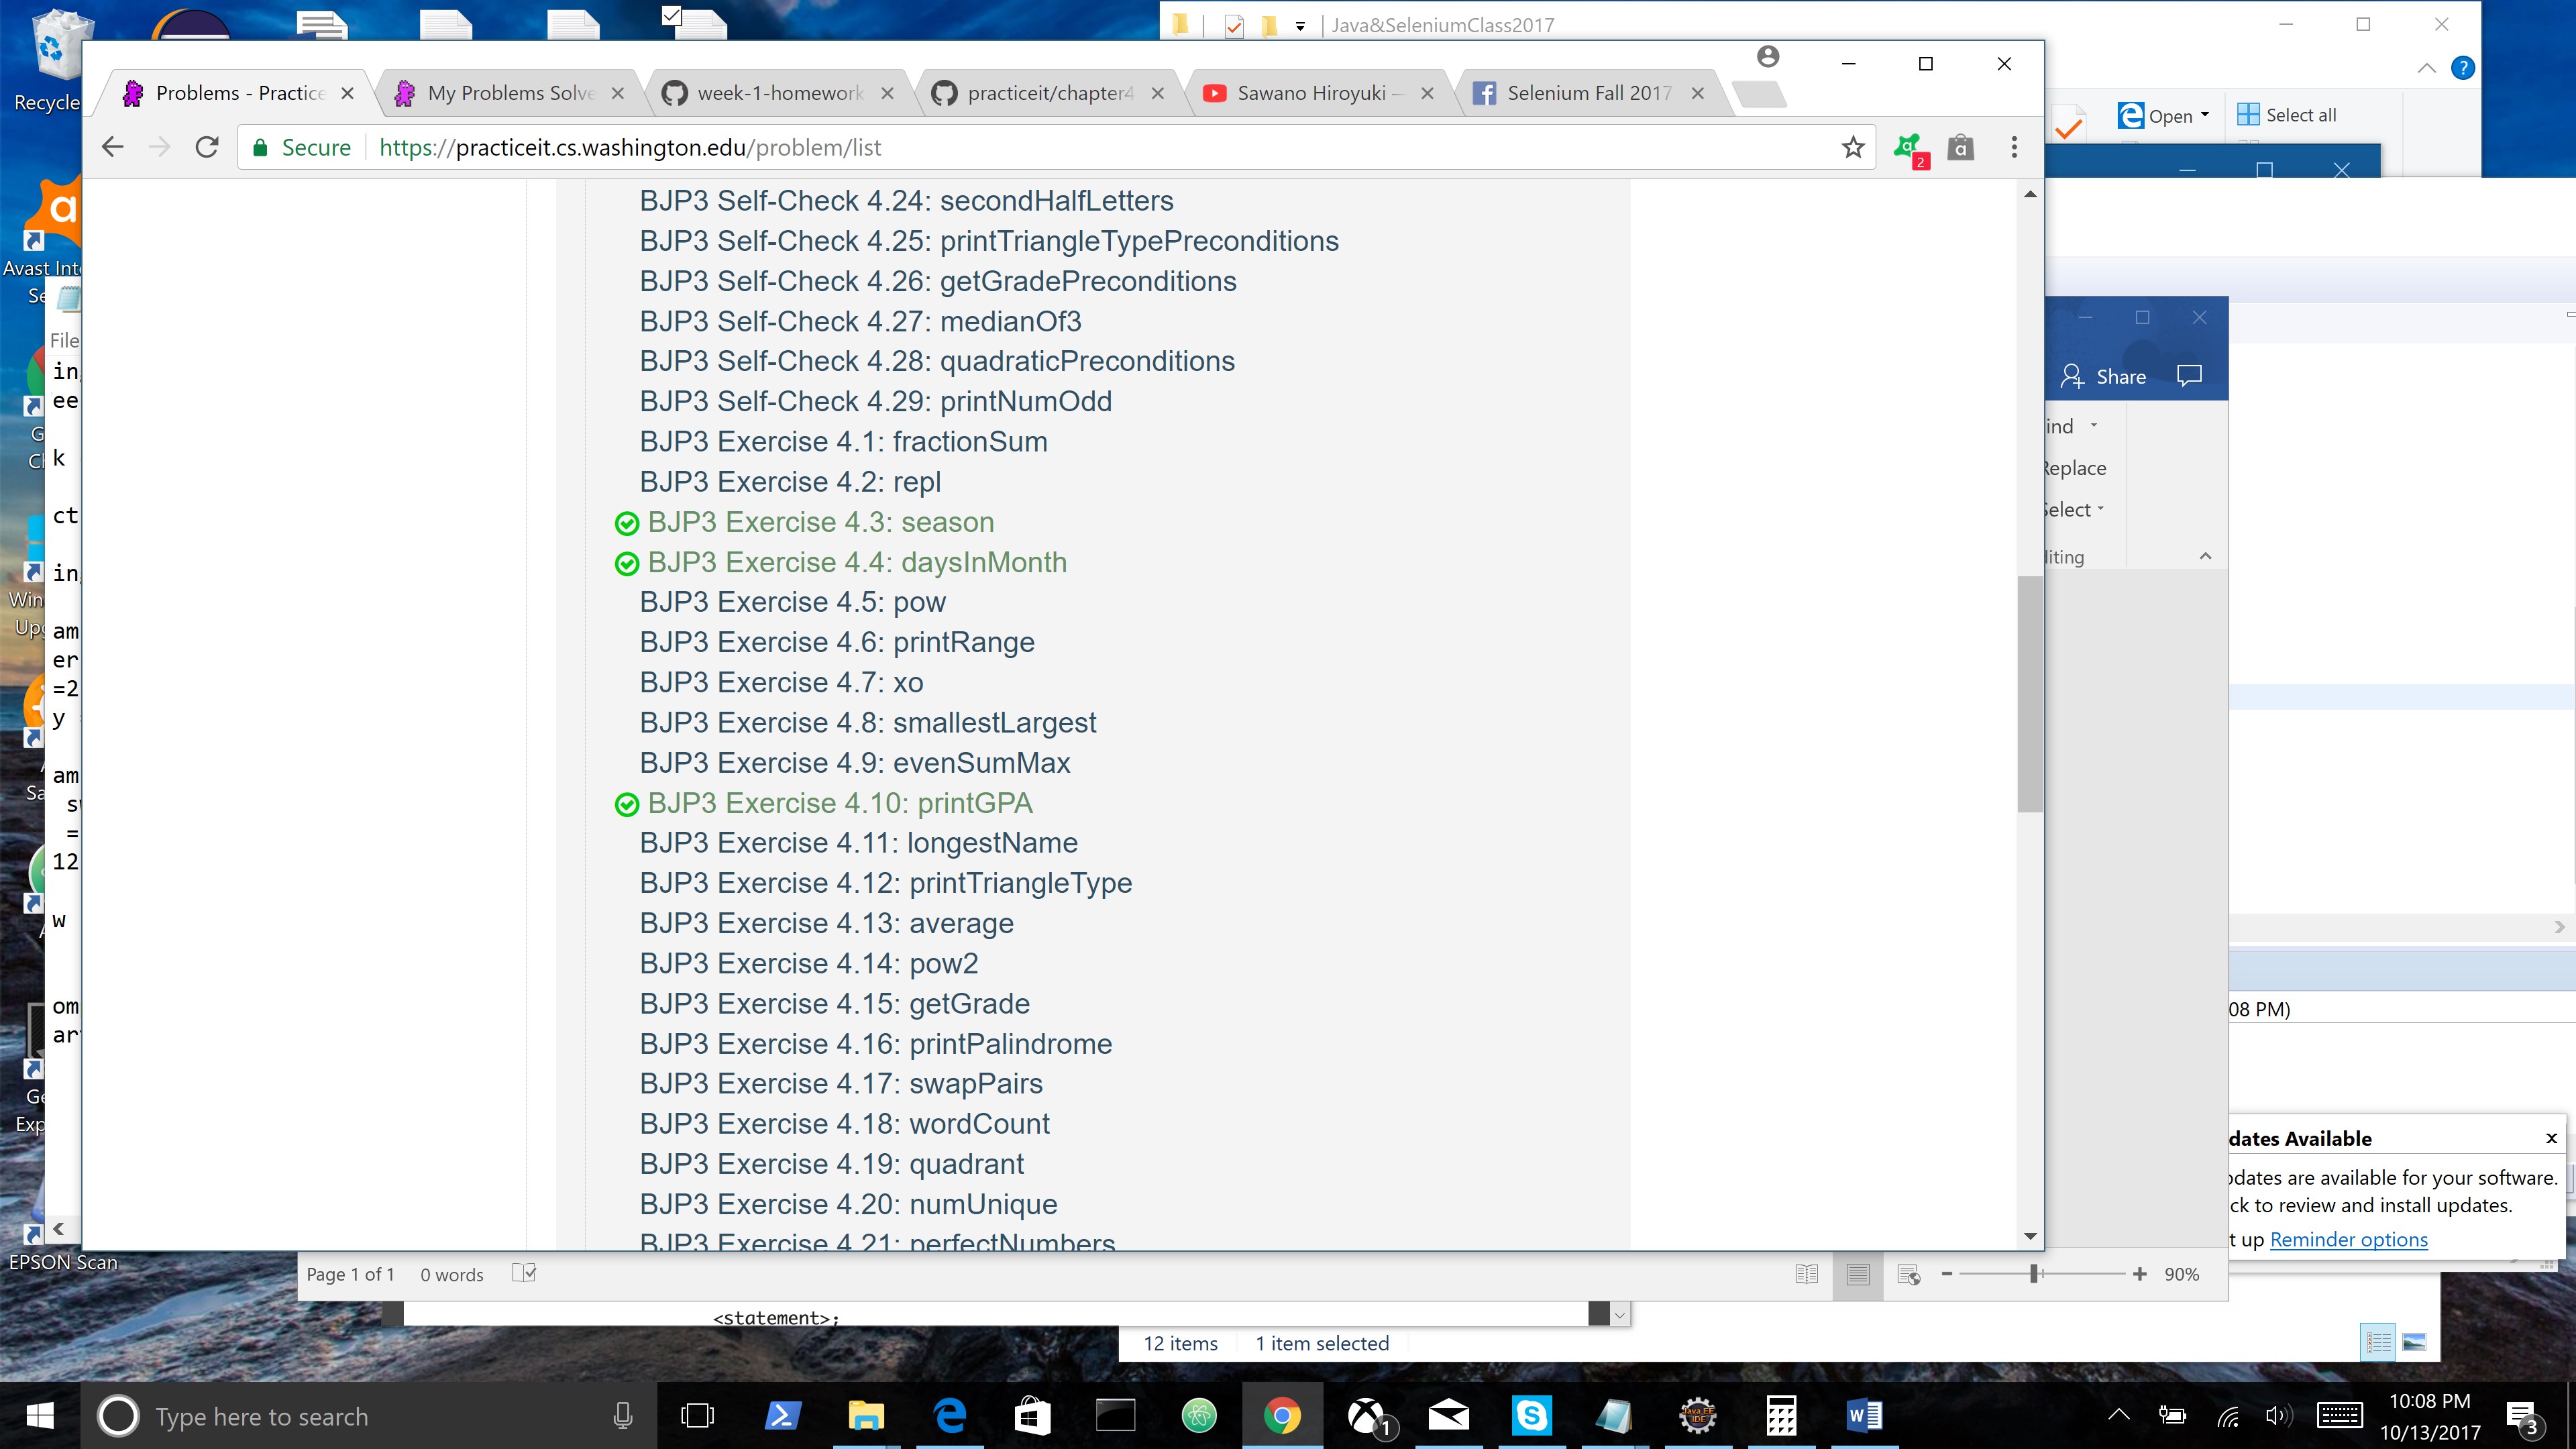 Java&SeleniumClass2017
Recycle
Problems - Practice
My Problems Solve
week-1-homework
practiceit/chapter4
Sawano Hiroyuki —
Selenium Fall 2017
Open
Select all
Secure
https://practiceit.cs.washington.edu/problem/list
2
BJP3 Self-Check 4.24: secondHalfLetters
BJP3 Self-Check 4.25: printTriangleTypePreconditions
BJP3 Self-Check 4.26: getGradePreconditions
BJP3 Self-Check 4.27: medianOf3
BJP3 Self-Check 4.28: quadraticPreconditions
BJP3 Self-Check 4.29: printNumOdd
BJP3 Exercise 4.1: fractionSum
BJP3 Exercise 4.2: repl
BJP3 Exercise 4.3: season
BJP3 Exercise 4.4: daysInMonth
BJP3 Exercise 4.5: pow
BJP3 Exercise 4.6: printRange
BJP3 Exercise 4.7: xo
BJP3 Exercise 4.8: smallestLargest
BJP3 Exercise 4.9: evenSumMax
BJP3 Exercise 4.10: printGPA
BJP3 Exercise 4.11: longestName
BJP3 Exercise 4.12: printTriangleType
BJP3 Exercise 4.13: average
BJP3 Exercise 4.14: pow2
BJP3 Exercise 4.15: getGrade
BJP3 Exercise 4.16: printPalindrome
BJP3 Exercise 4.17: swapPairs
BJP3 Exercise 4.18: wordCount
BJP3 Exercise 4.19: quadrant
BJP3 Exercise 4.20: numUnique
BJP3 Exercise 4.21: perfectNumbers
Avast Int
Se
File
in
ee
k
ct
in
am
er
=2
y
am
s
=
12
w
om
ar
G
Ch
Win
Upg
Sa
Ge
Exp
EPSON Scan
Share
ind
Replace
Select
diting
08 PM)
dates Available
pdates are available for your software.
ck to review and install updates.
t up Reminder options
Page 1 of 1
0 words
90%
<statement>;
12 items
1 item selected
Type here to search
1
Java EE
IDE
10:08 PM
10/13/2017
3